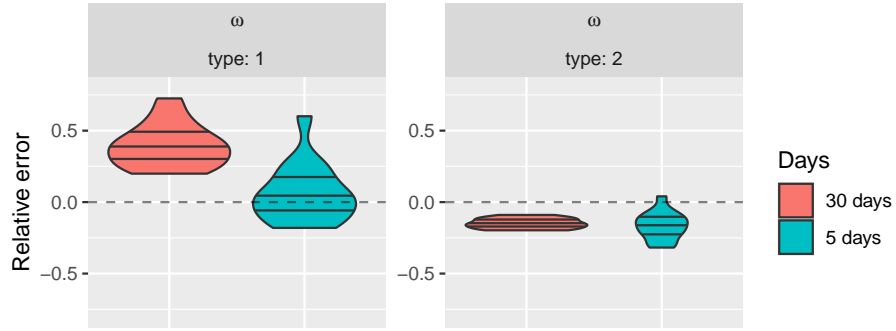 ω
ω
type: 1
type: 2
Relative error
0.5
0.0
−0.5
0.5
0.0
−0.5
Days
30 days
5 days